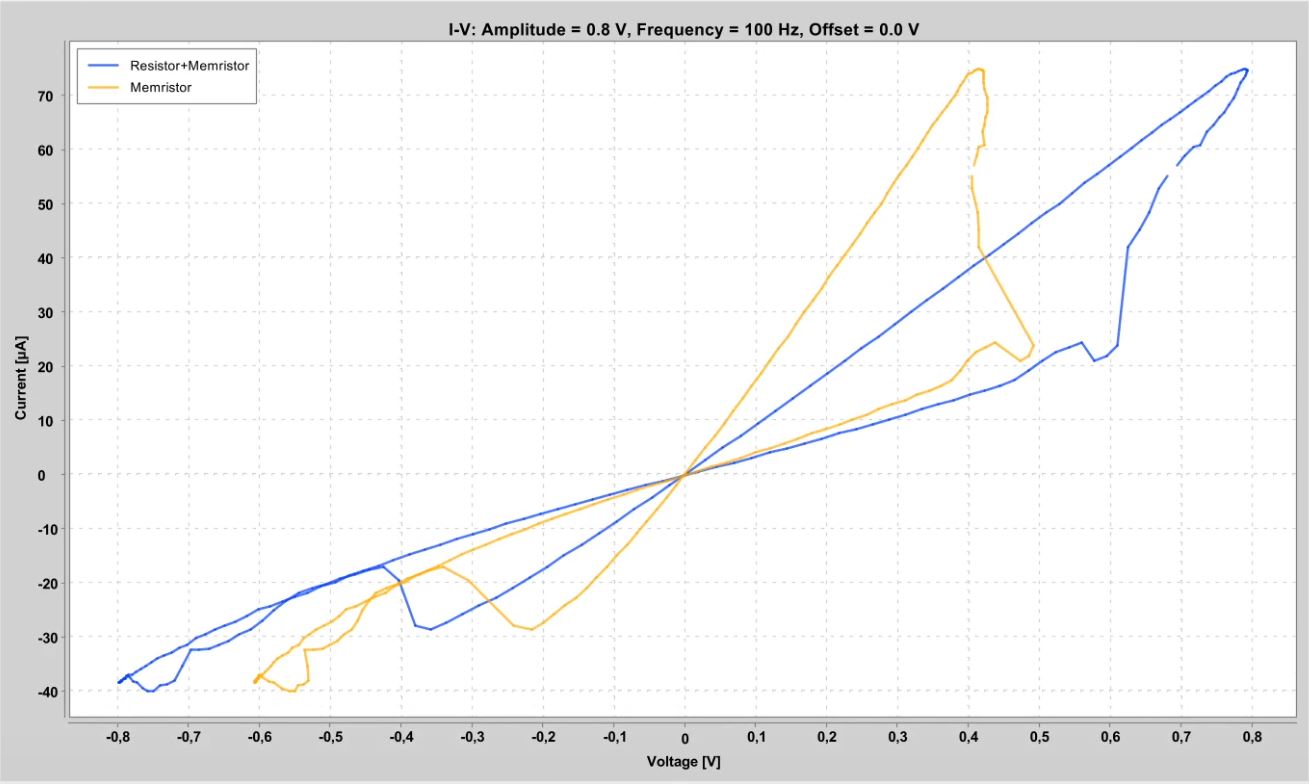 I-V: Amplitude = 0.8 V, Frequency = 100 Hz, Offset = 0.0 V
Resistor+Memristor
Memristor
70
60
50
40
30
20
10
0
-10
-20
-30
-40
Current [µA]
-0,8 -0,7 -0,6 -0,5 -0,4 -0,3 -0,2 -0,1 0 0,1 0,2 0,3 0,4 0,5 0,6 0,7 0,8
Voltage [V]